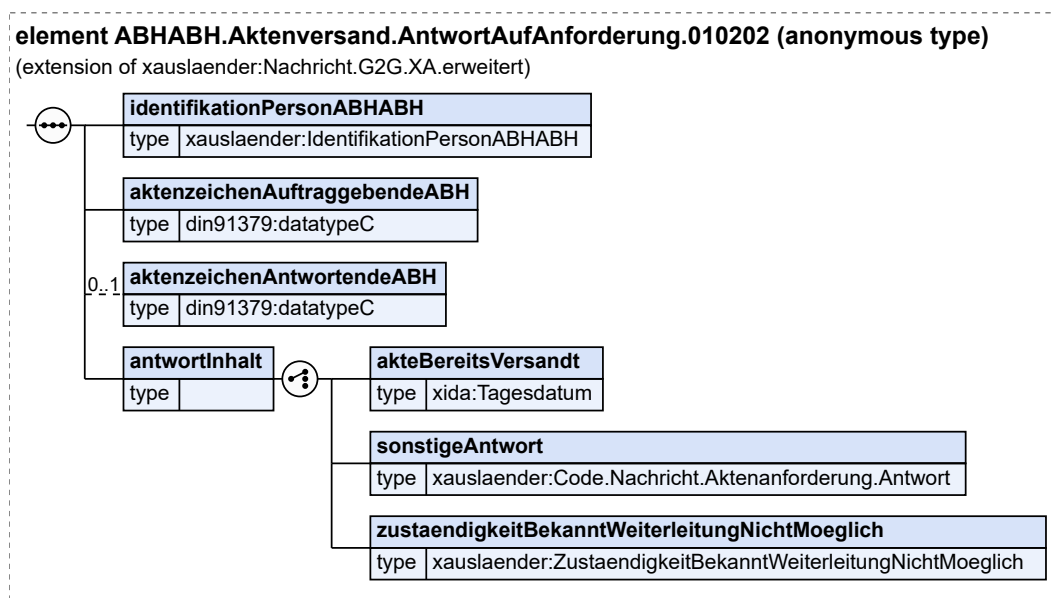 element ABHABH.Aktenversand.AntwortAufAnforderung.010202 (anonymous type)
(extension of xauslaender:Nachricht.G2G.XA.erweitert)
identifikationPersonABHABH
type xauslaender:IdentifikationPersonABHABH
aktenzeichenAuftraggebendeABH
type din91379:datatypeC
0..1
aktenzeichenAntwortendeABH
type din91379:datatypeC
antwortInhalt
type
akteBereitsVersandt
type xida:Tagesdatum
sonstigeAntwort
type xauslaender:Code.Nachricht.Aktenanforderung.Antwort
zustaendigkeitBekanntWeiterleitungNichtMoeglich
type xauslaender:ZustaendigkeitBekanntWeiterleitungNichtMoeglich